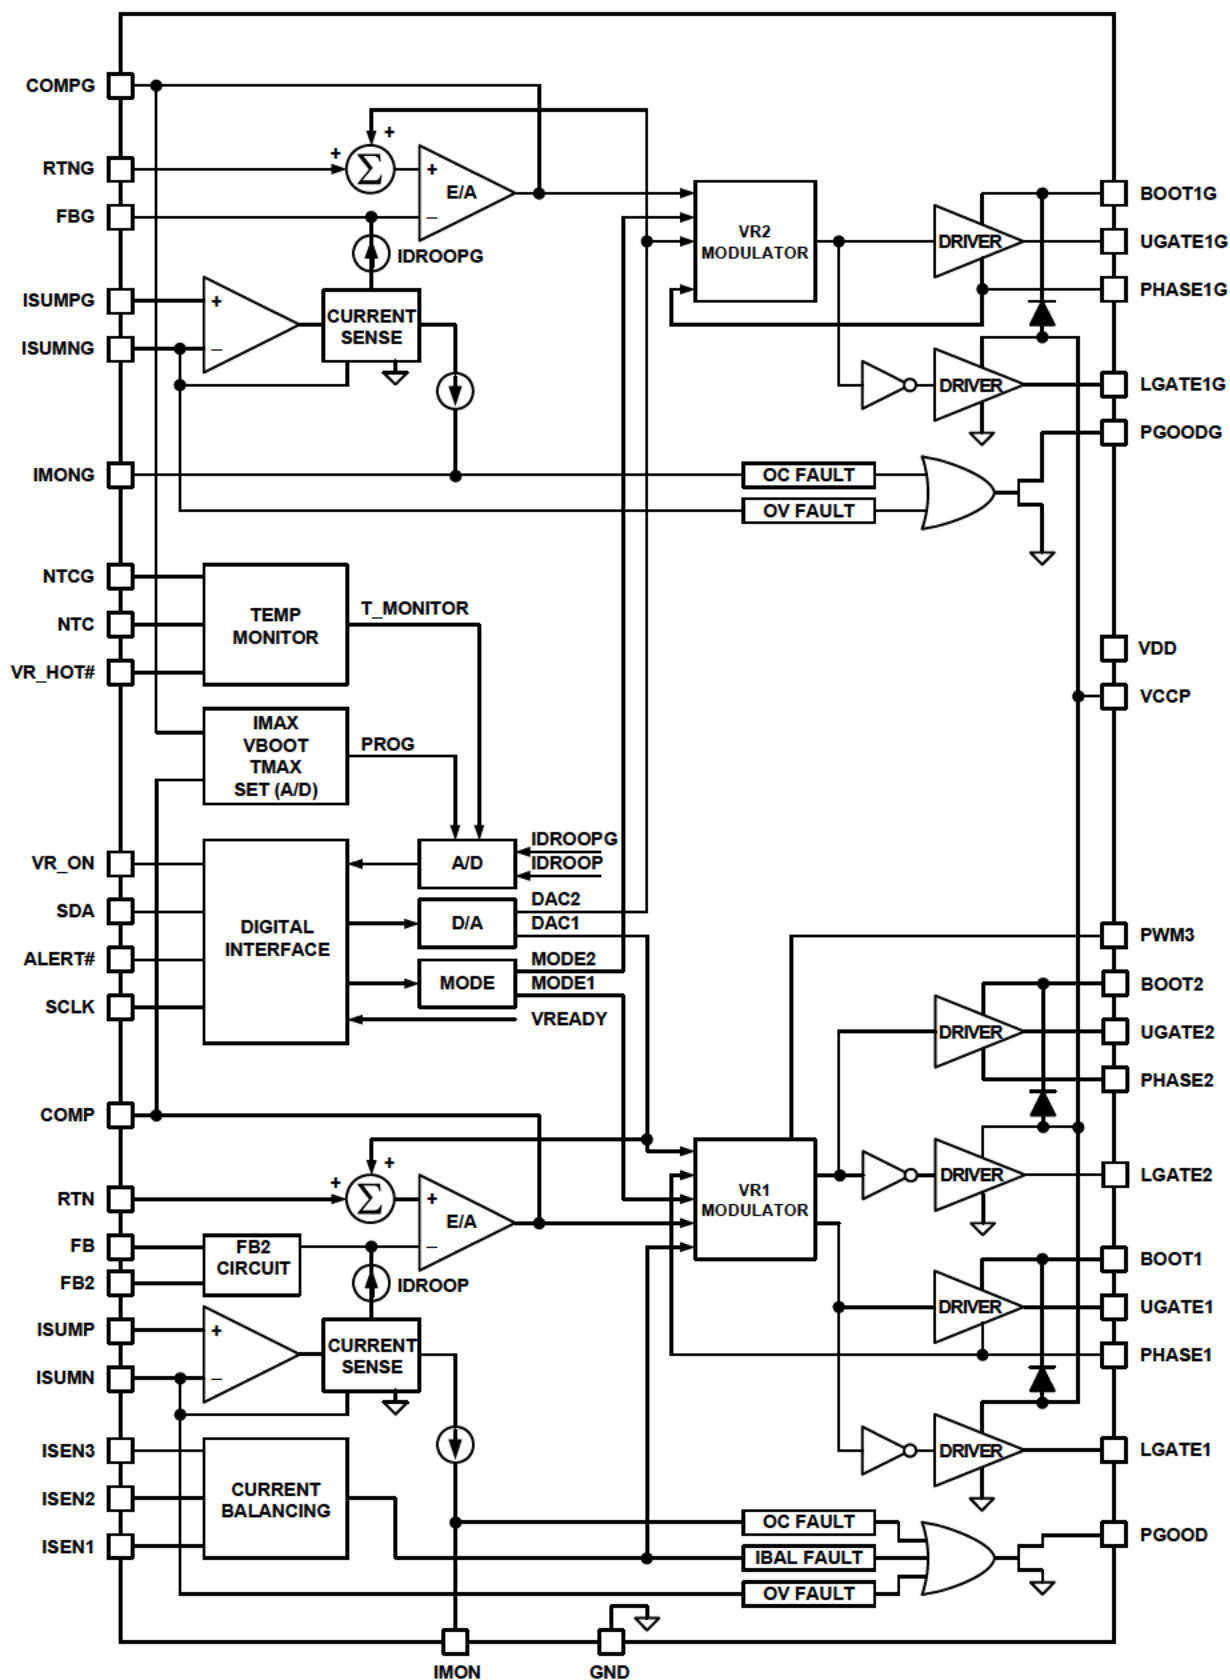 COMPG
RTNG
FBG
ISUMPG
ISUMNG
IMONG
NTCG
NTC
VR_HOT#
VR_ON
SDA
ALERT#
SCLK
COMP
RTN
FB
FB2
ISUMP
ISUMN
ISEN3
ISEN2
ISEN1
+
+
Σ
+
E/A
−
IDROOPG
+
−
CURRENT
SENSE
VR2
MODULATOR
DRIVER
DRIVER
OC FAULT
OV FAULT
TEMP
MONITOR
T_MONITOR
IMAX
VBOOT
TMAX
SET (A/D)
PROG
A/D
IDROOPG
IDROOP
DIGITAL
INTERFACE
D/A
DAC2
DAC1
MODE
MODE2
MODE1
VREADY
+
+
Σ
+
E/A
−
FB2
CIRCUIT
IDROOP
+
−
CURRENT
SENSE
CURRENT
BALANCING
VR1
MODULATOR
DRIVER
DRIVER
DRIVER
DRIVER
OC FAULT
IBAL FAULT
OV FAULT
BOOT1G
UGATE1G
PHASE1G
LGATE1G
PGOODG
VDD
VCCP
PWM3
BOOT2
UGATE2
PHASE2
LGATE2
BOOT1
UGATE1
PHASE1
LGATE1
PGOOD
IMON
GND